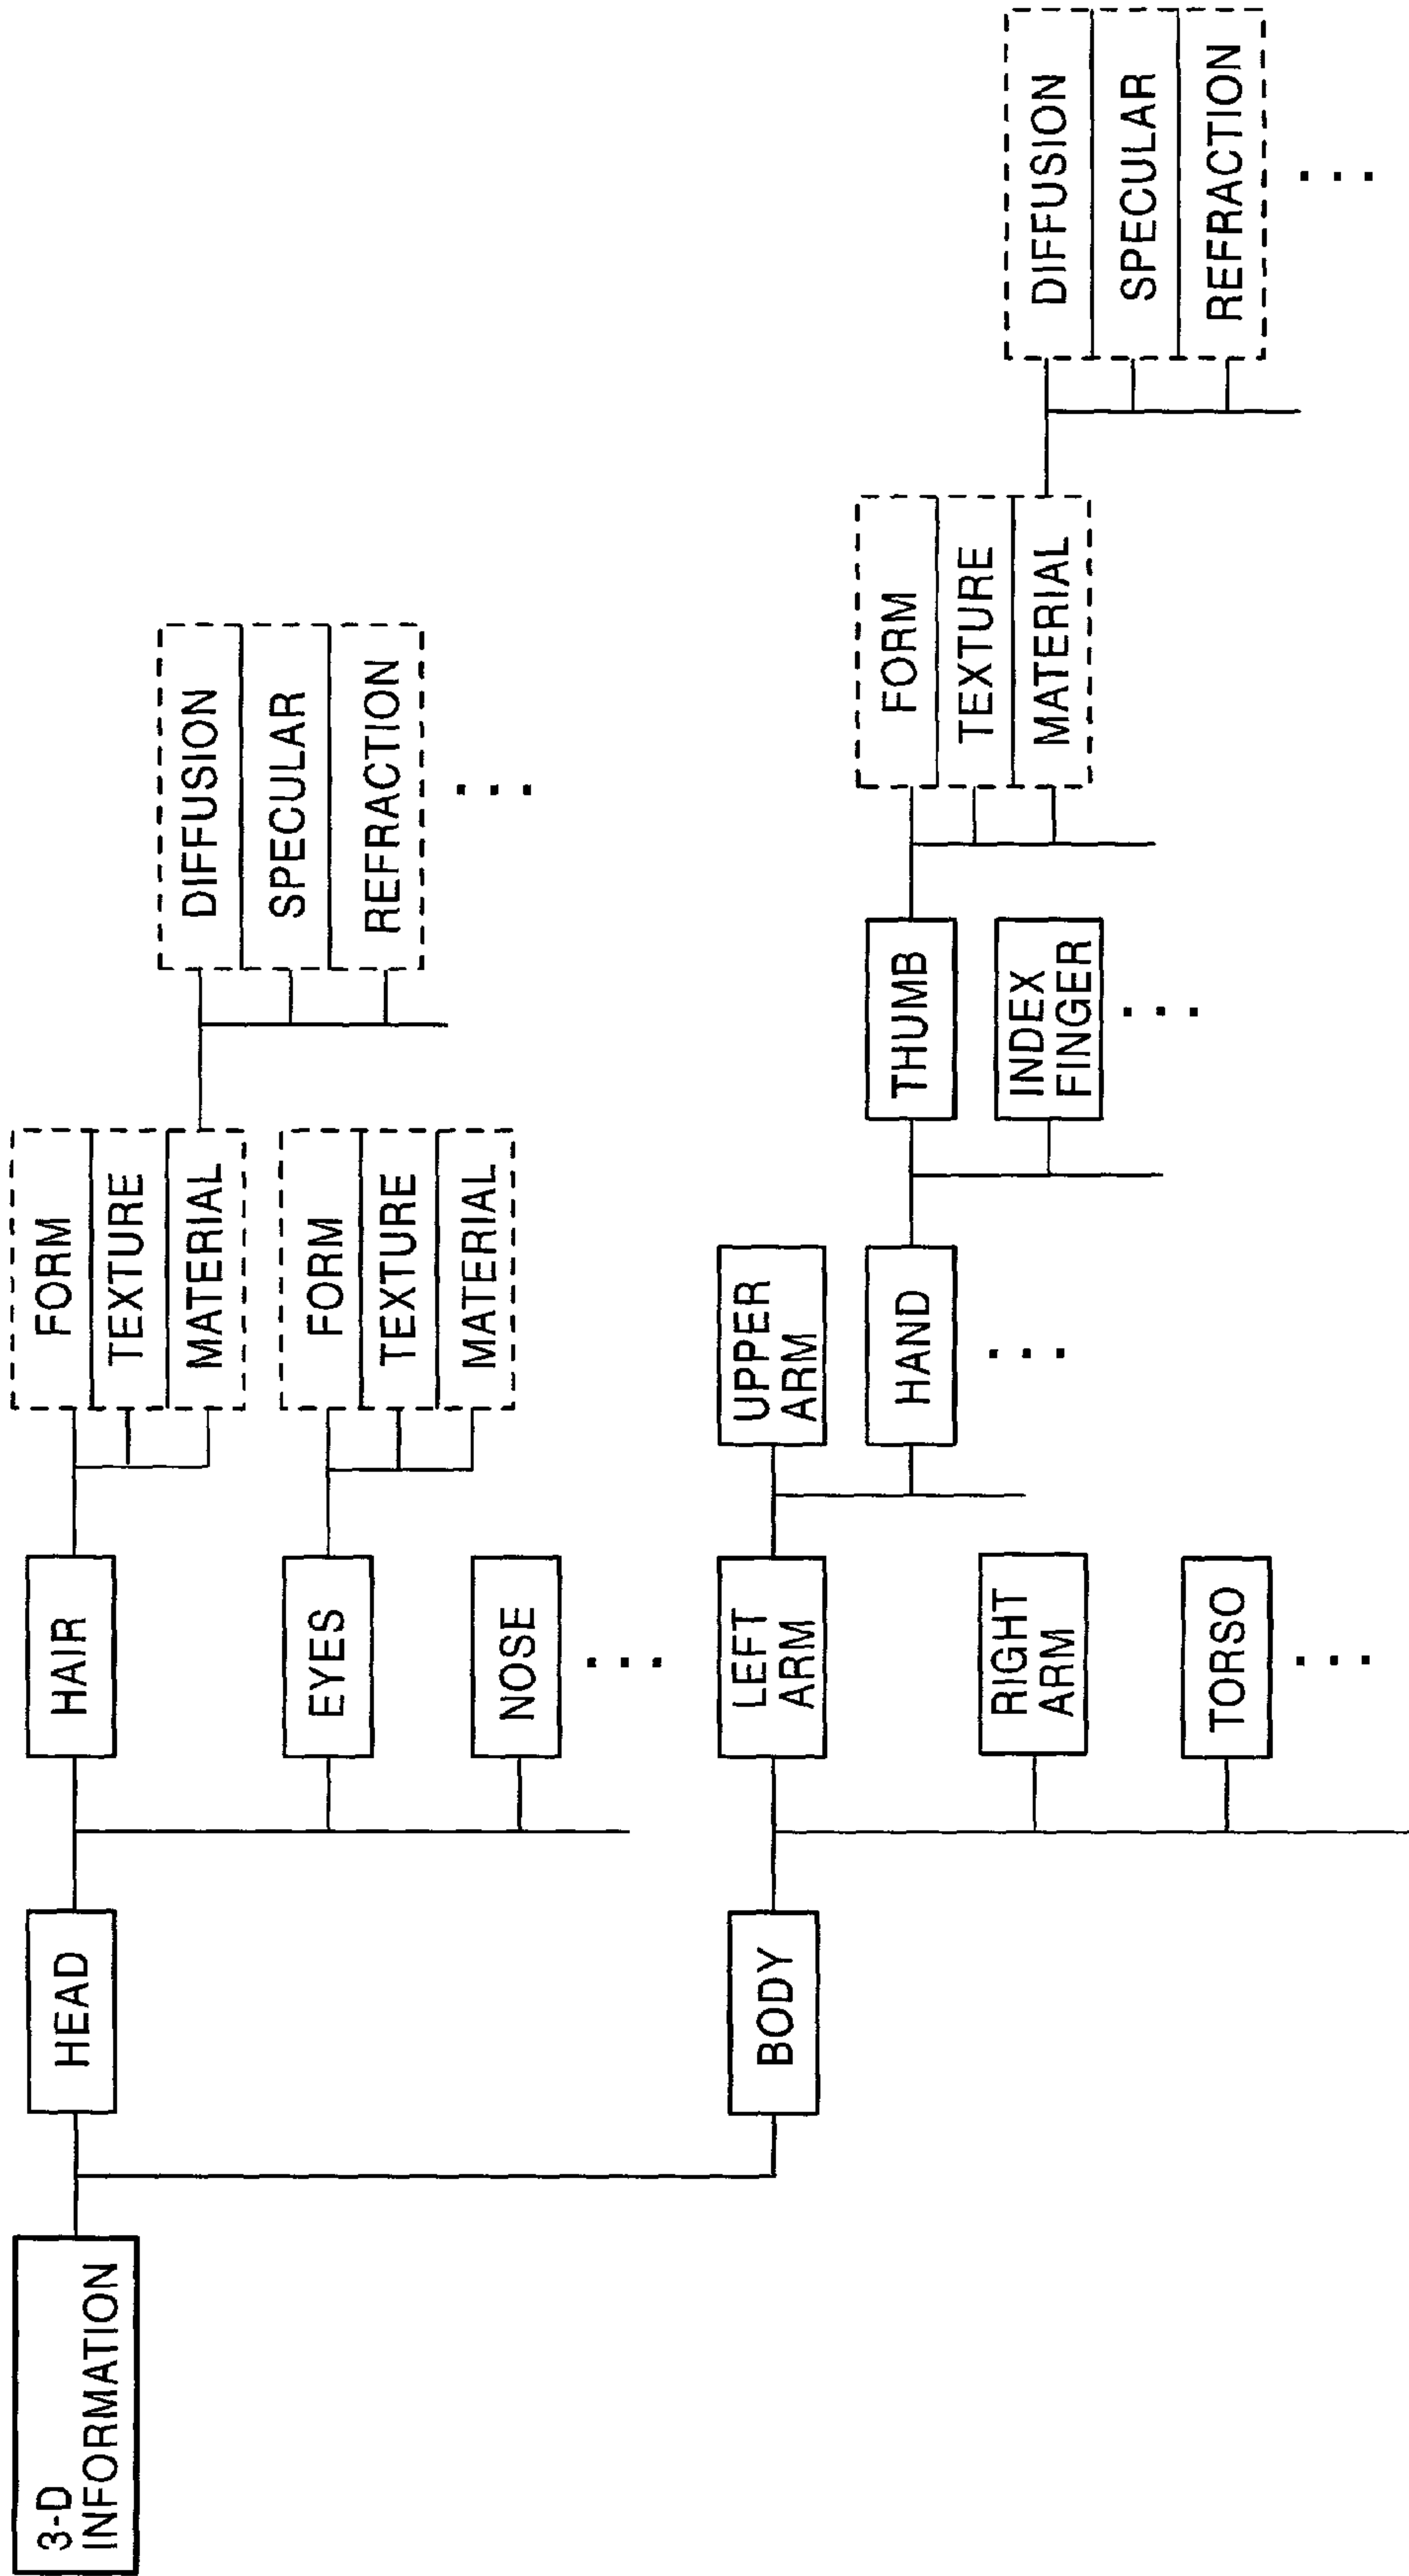 3-D
INFORMATION
HEAD
HAIR
FORM
TEXTURE
MATERIAL
DIFFUSION
SPECULAR
REFRACTION
...
EYES
FORM
TEXTURE
MATERIAL
NOSE
...
BODY
LEFT
ARM
UPPER
ARM
HAND
...
THUMB
FORM
TEXTURE
MATERIAL
DIFFUSION
SPECULAR
REFRACTION
...
INDEX
FINGER
...
RIGHT
ARM
TORSO
...